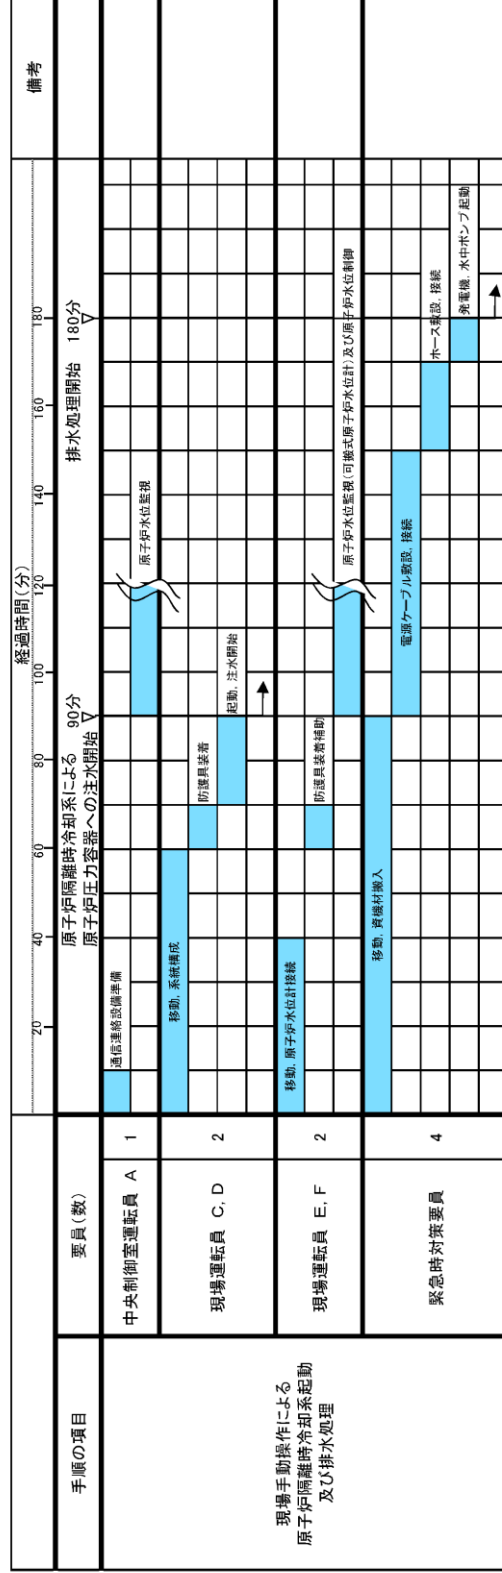 経過時間(分)
備考
20 40 60 80 100 120 140 160 180
手順の項目
要員(数)
原子炉隔離時冷却系による
原子炉圧力容器への注水開始
90分
▽
排水処理開始
180分
▽
現場手動操作による
原子炉隔離時冷却系起動
及び排水処理
中央制御室運転員 A
1
通信連絡設備準備
原子炉水位監視
現場運転員 C, D
2
移動, 系統構成
防護具装着
起動, 注水開始
現場運転員 E, F
2
移動, 原子炉水位計接続
防護具装着補助
原子炉水位監視(可搬式原子炉水位計)及び原子炉水位制御
緊急時対策要員
4
移動, 資機材搬入
電源ケーブル敷設, 接続
ホース敷設, 接続
発電機, 水中ポンプ起動